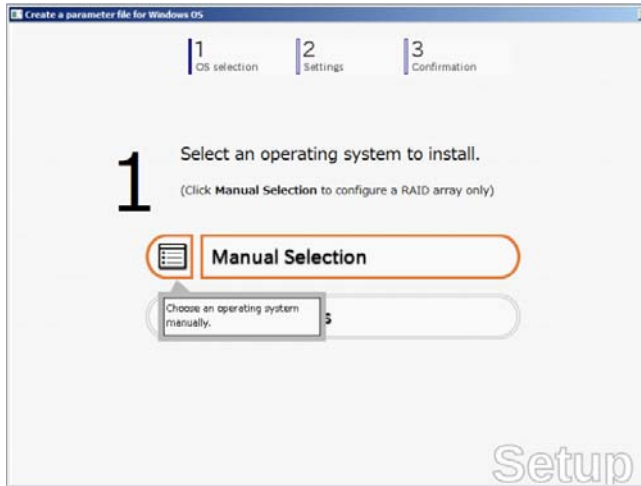 Create a parameter file for Windows OS
1
OS selection
2
Settings
3
Confirmation
1
Select an operating system to install.
(Click Manual Selection to configure a RAID array only)
Manual Selection
Choose an operating system
manually.
s
Setup